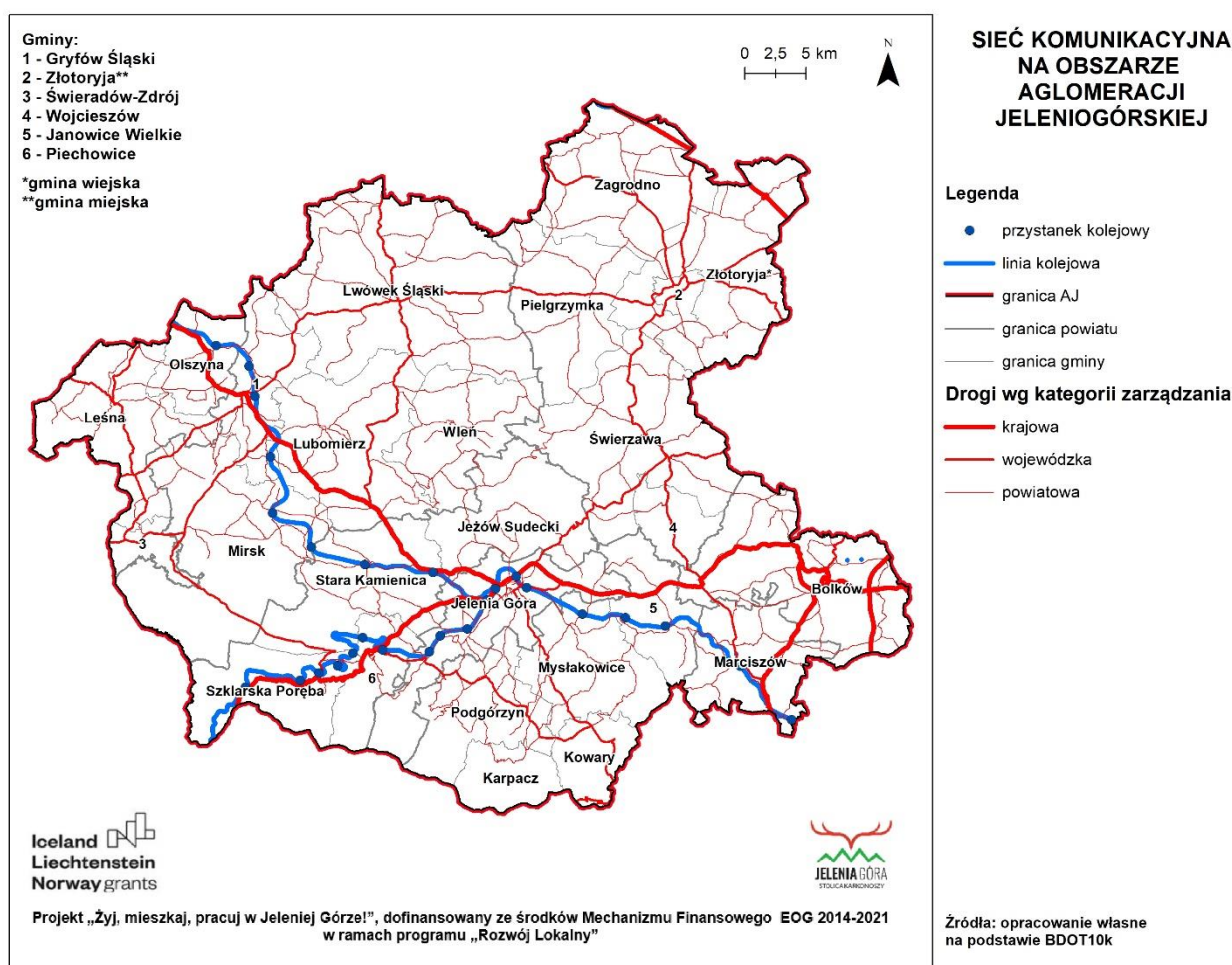 Gminy:
1 - Gryfów Śląski
2 - Złotoryja**
3 - Świeradów-Zdrój
4 - Wojcieszów
5 - Janowice Wielkie
6 - Piechowice
*gmina wiejska
**gmina miejska
0 2,5 5 km
N
SIEĆ KOMUNIKACYJNA
NA OBSZARZE
AGLOMERACJI
JELENIOGÓRSKIEJ
Legenda
przystanek kolejowy
linia kolejowa
granica AJ
granica powiatu
granica gminy
Drogi wg kategorii zarządzania
krajowa
wojewódzka
powiatowa
Zagrodno
Złotoryja*
Lwówek Śląski
2
Pielgrzymka
Olszyna
1
Leśna
Lubomierz
Wleń
Świerzawa
Jeżów Sudecki
4
3
Mirsk
Stara Kamienica
Bolków
Jelenia Góra
5
Mysłakowice
Marciszów
6
Szklarska Poręba
Podgórzyn
Kowary
Karpacz
Iceland
Liechtenstein
Norway grants
JELENIA GÓRA
STOLICA KARKONOSZY
Projekt „Żyj, mieszkaj, pracuj w Jeleniej Górze!”, dofinansowany ze środków Mechanizmu Finansowego EOG 2014-2021
w ramach programu „Rozwój Lokalny”
Źródła: opracowanie własne
na podstawie BDOT10k